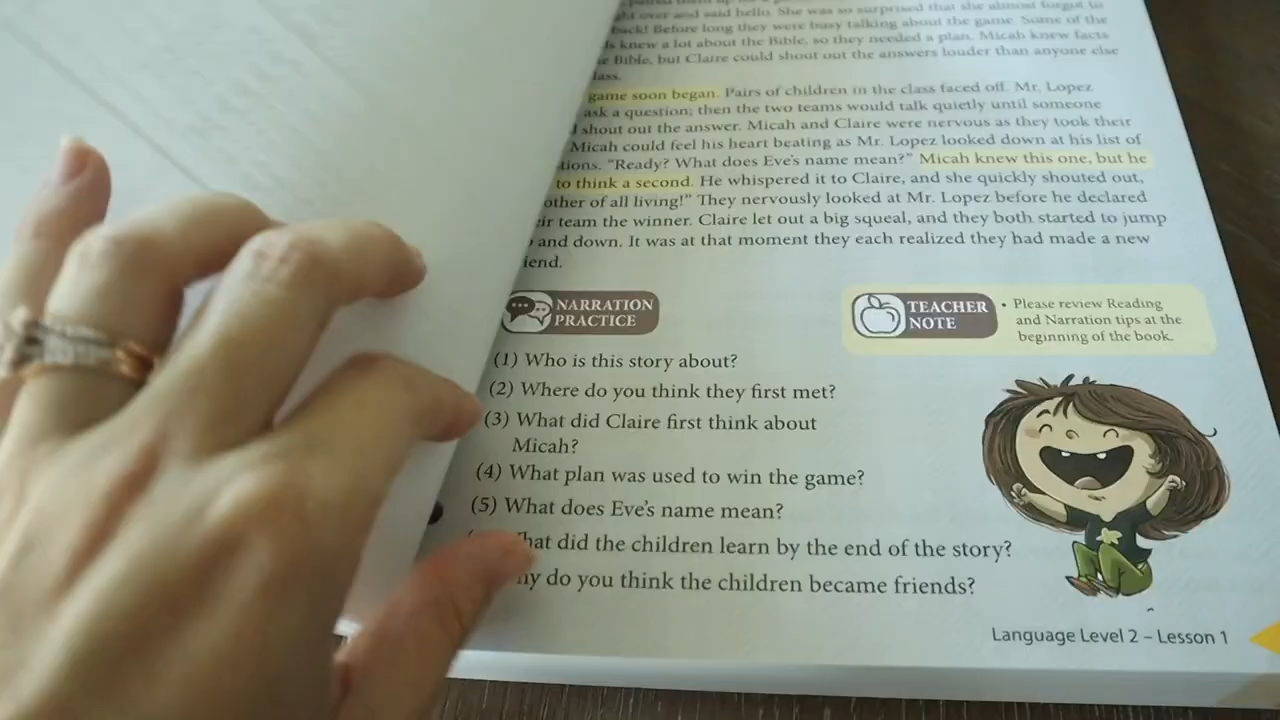 ght over and said hello. She was so surprised that she almost forgot to
back! Before long they were busy talking about the game. Some of the
ls knew a lot about the Bible, so they needed a plan. Micah knew facts
e Bible, but Claire could shout out the answers louder than anyone else
lass.
game soon began. Pairs of children in the class faced off. Mr. Lopez
ask a question; then the two teams would talk quietly until someone
shout out the answer. Micah and Claire were nervous as they took their
Micah could feel his heart beating as Mr. Lopez looked down at his list of
tions. “Ready? What does Eve’s name mean?” Micah knew this one, but he
to think a second. He whispered it to Claire, and she quickly shouted out,
other of all living!” They nervously looked at Mr. Lopez before he declared
eir team the winner. Claire let out a big squeal, and they both started to jump
and down. It was at that moment they each realized they had made a new
iend.
NARRATION
PRACTICE
TEACHER
NOTE
• Please review Reading
and Narration tips at the
beginning of the book.
(1) Who is this story about?
(2) Where do you think they first met?
(3) What did Claire first think about
Micah?
(4) What plan was used to win the game?
(5) What does Eve’s name mean?
hat did the children learn by the end of the story?
hy do you think the children became friends?
Language Level 2 – Lesson 1